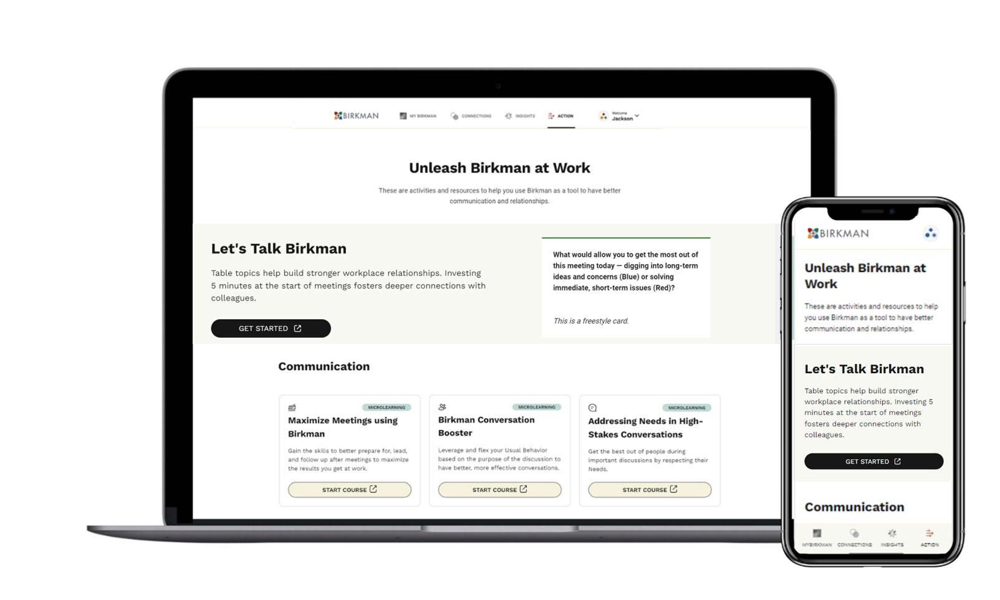 BIRKMAN
MY BIRKMAN
CONNECTIONS
INSIGHTS
ACTION
Welcome
Jackson
Unleash Birkman at Work
These are activities and resources to help you use Birkman as a tool to have better
communication and relationships.
Let's Talk Birkman
Table topics help build stronger workplace relationships. Investing
5 minutes at the start of meetings fosters deeper connections with
colleagues.
GET STARTED
What would allow you to get the most out of
this meeting today — digging into long-term
ideas and concerns (Blue) or solving
immediate, short-term issues (Red)?
This is a freestyle card.
Communication
MICROLEARNING
Maximize Meetings using
Birkman
Gain the skills to better prepare for, lead,
and follow up after meetings to maximize
the results you get at work.
START COURSE
MICROLEARNING
Birkman Conversation
Booster
Leverage and flex your Usual Behavior
based on the purpose of the discussion to
have better, more effective conversations.
START COURSE
MICROLEARNING
Addressing Needs in High-
Stakes Conversations
Get the best out of people during
important discussions by respecting their
Needs.
START COURSE
BIRKMAN
Unleash Birkman at
Work
These are activities and resources to help
you use Birkman as a tool to have better
communication and relationships.
Let's Talk Birkman
Table topics help build stronger
workplace relationships. Investing 5
minutes at the start of meetings
fosters deeper connections with
colleagues.
GET STARTED
Communication
MYBIRKMAN
CONNECTIONS
INSIGHTS
ACTION